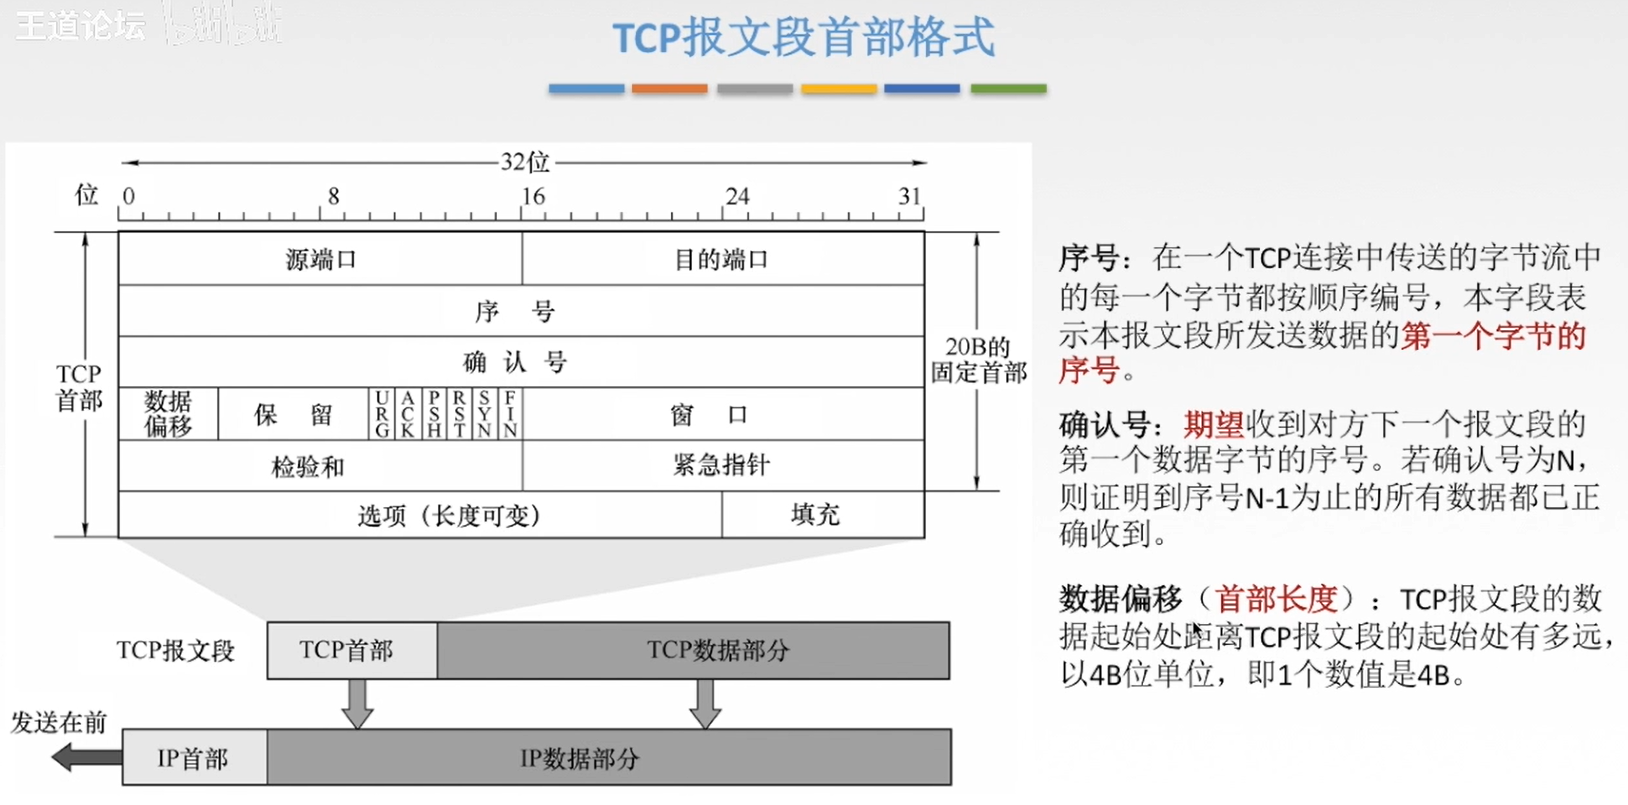 王道论坛 bilibili
TCP报文段首部格式
32位
位 0 8 16 24 31
TCP
首部
源端口 目的端口
序 号
确 认 号
数据
偏移
保 留
URG ACK PSH RST SYN FIN
窗 口
检验和 紧急指针
选项（长度可变） 填充
20B的
固定首部
TCP报文段 TCP首部 TCP数据部分
发送在前
IP首部 IP数据部分
序号：在一个TCP连接中传送的字节流中
的每一个字节都按顺序编号，本字段表
示本报文段所发送数据的第一个字节的
序号。
确认号：期望收到对方下一个报文段的
第一个数据字节的序号。若确认号为N，
则证明到序号N-1为止的所有数据都已正
确收到。
数据偏移（首部长度）：TCP报文段的数
据起始处距离TCP报文段的起始处有多远，
以4B位单位，即1个数值是4B。